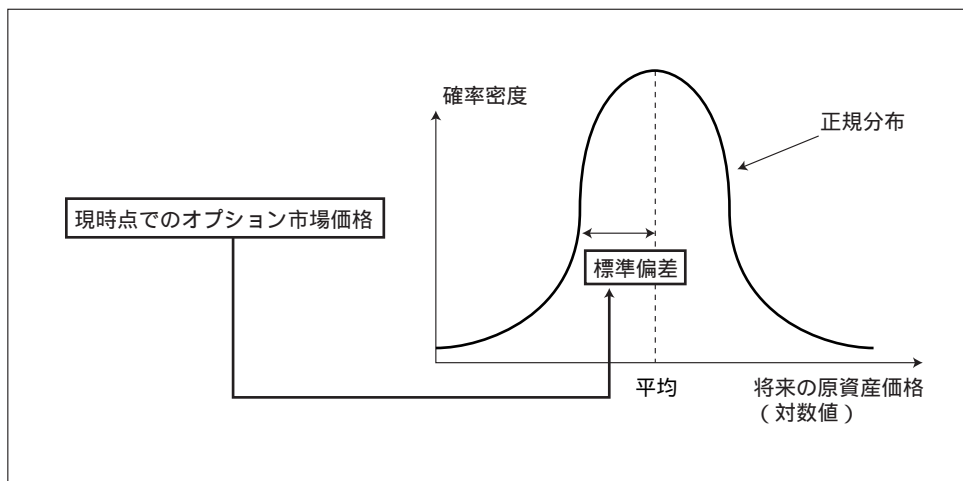 確率密度
正規分布
現時点でのオプション市場価格
標準偏差
平均
将来の原資産価格
（対数値）